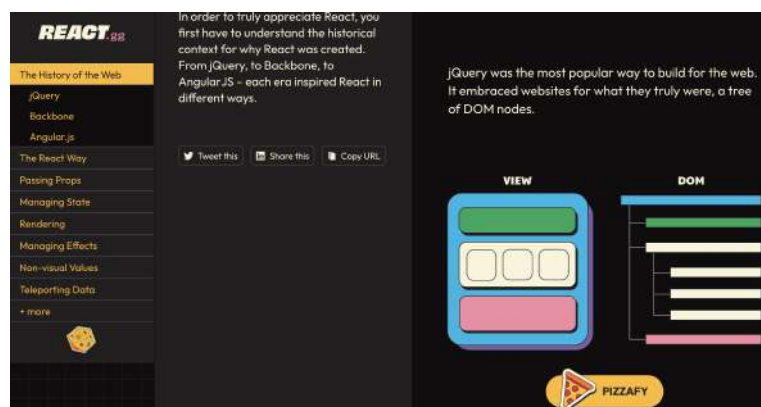 REACT.gg
The History of the Web
jQuery
Backbone
Angular.js
The React Way
Passing Props
Managing State
Rendering
Managing Effects
Non-visual Values
Teleporting Data
+ more
In order to truly appreciate React, you
first have to understand the historical
context for why React was created.
From jQuery, to Backbone, to
AngularJS – each era inspired React in
different ways.
Tweet this
Share this
Copy URL
jQuery was the most popular way to build for the web.
It embraced websites for what they truly were, a tree
of DOM nodes.
VIEW
DOM
PIZZAFY